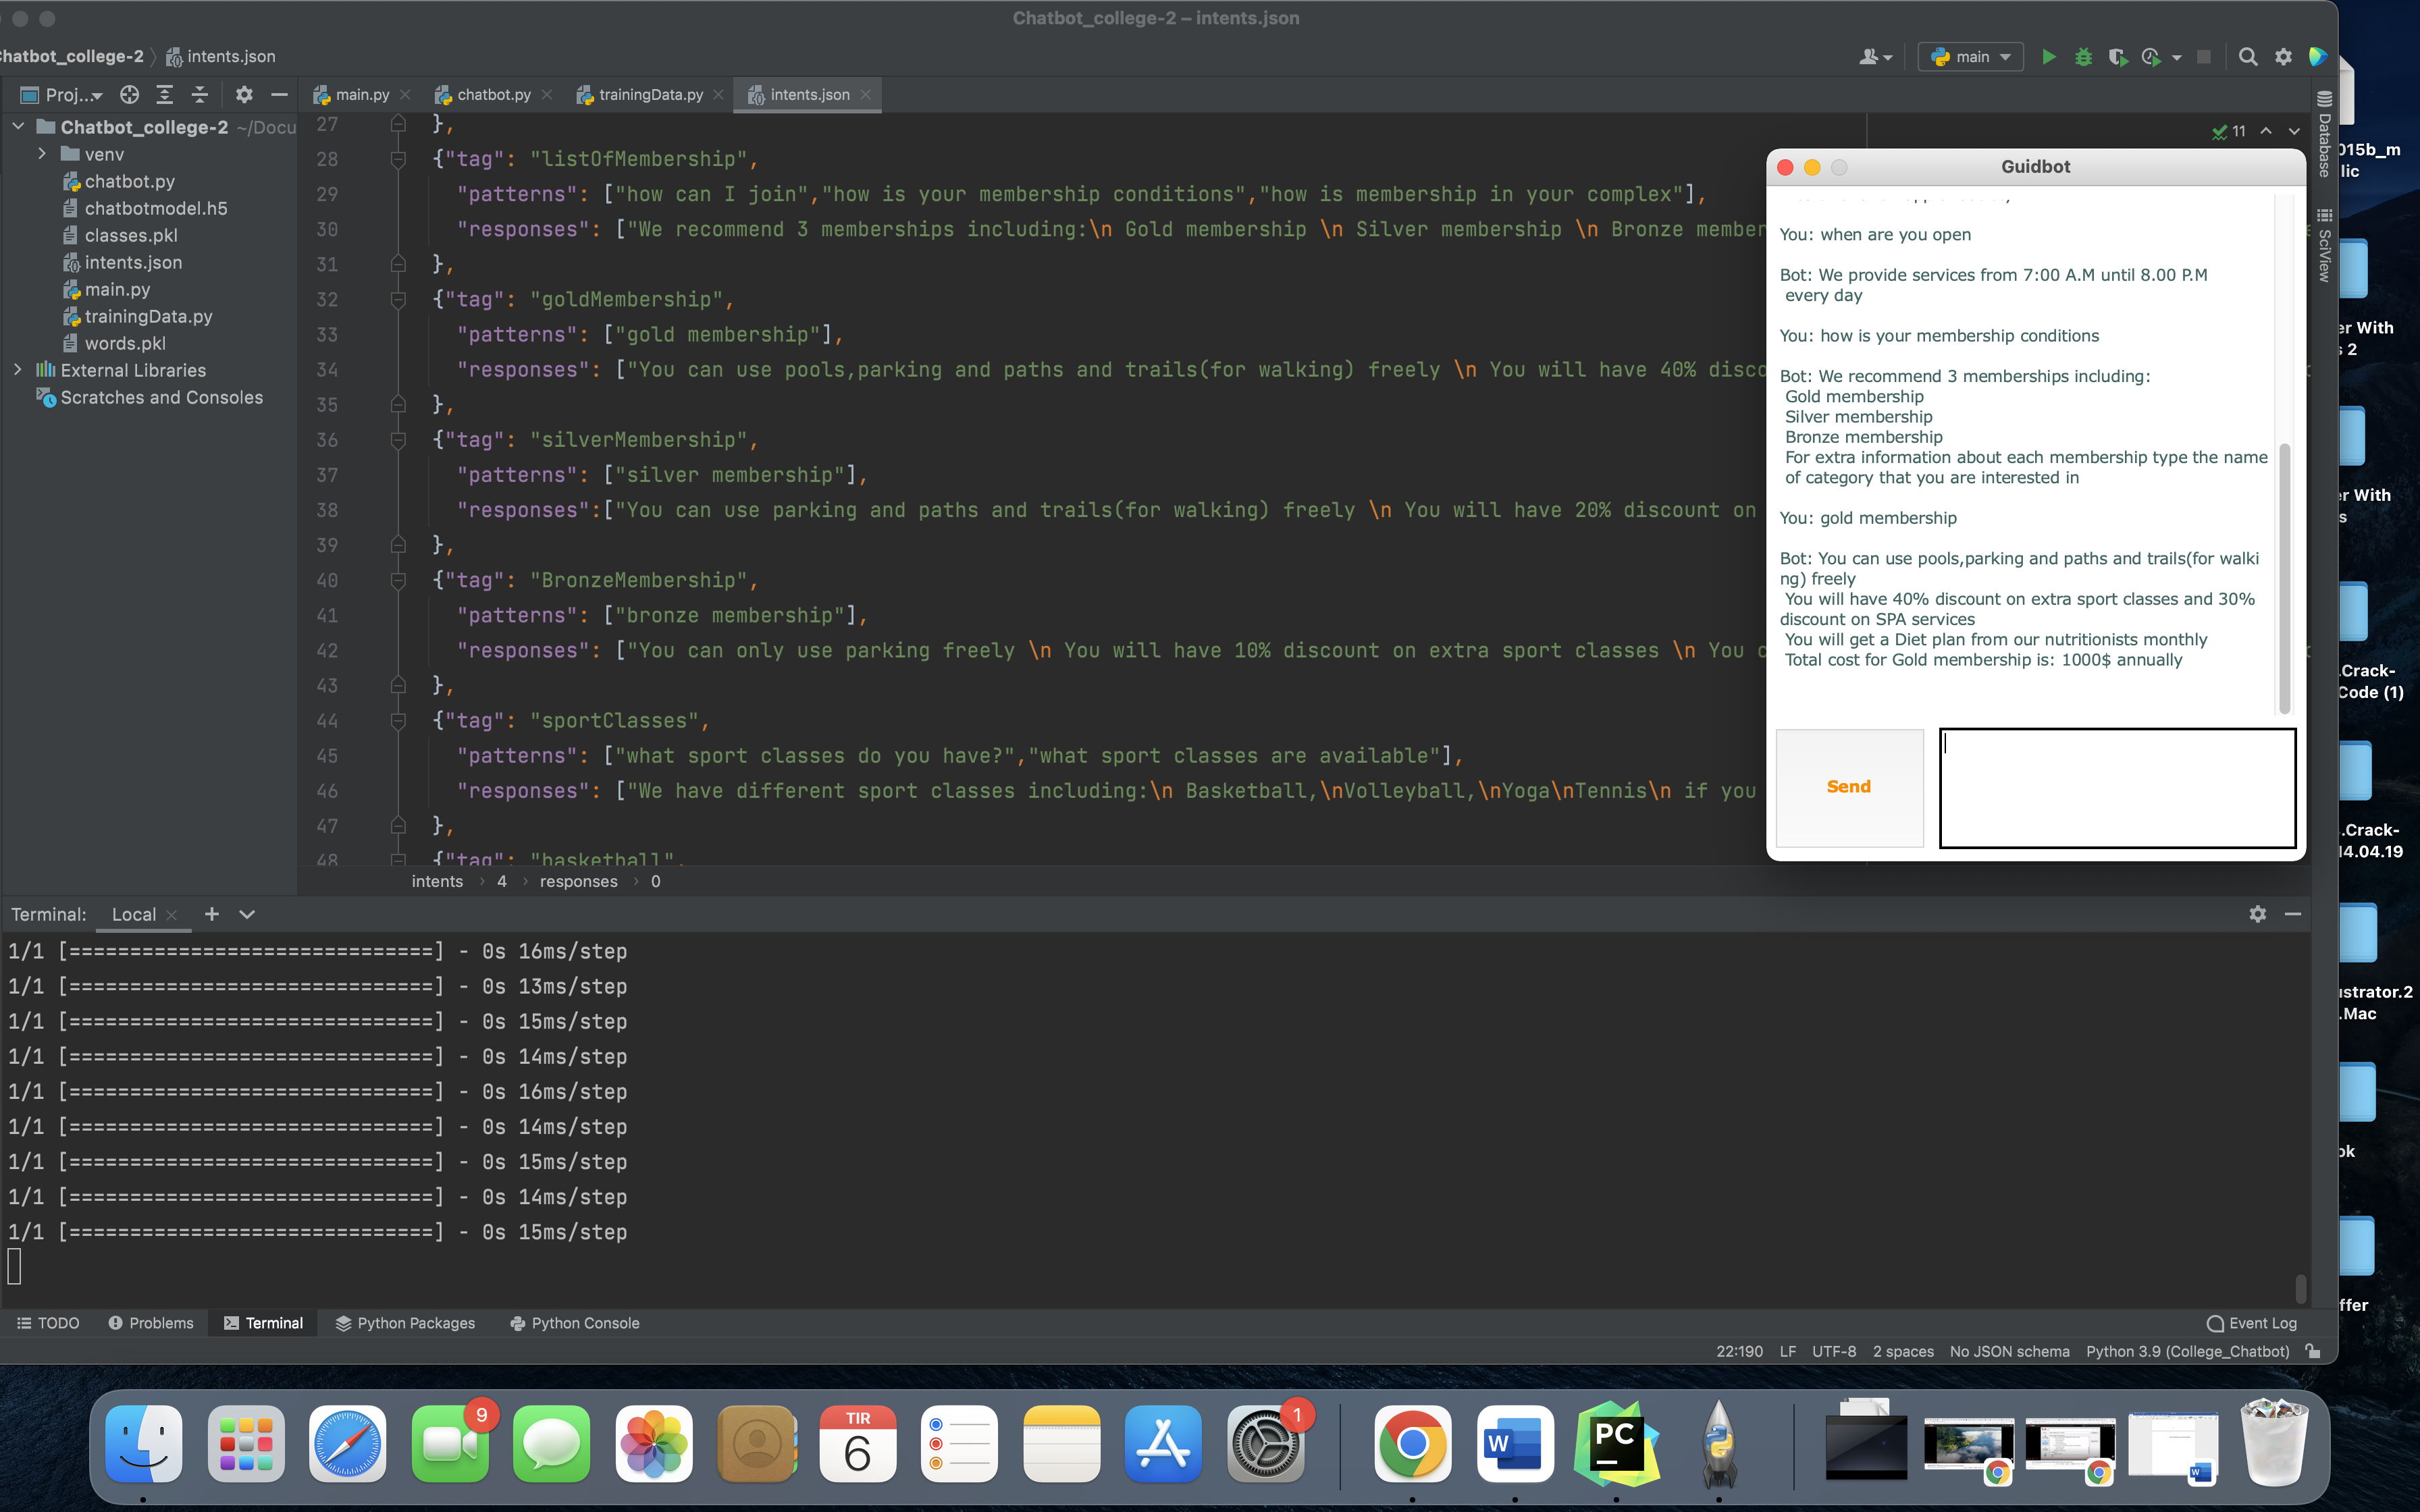 Chatbot_college-2 – intents.json
Chatbot_college-2 intents.json
main
Proj...
main.py
chatbot.py
trainingData.py
intents.json
Chatbot_college-2 ~/Docu
venv
chatbot.py
chatbotmodel.h5
classes.pkl
intents.json
main.py
trainingData.py
words.pkl
External Libraries
Scratches and Consoles
11
27 },
28 {"tag": "listOfMembership",
29 "patterns": ["how can I join","how is your membership conditions","how is membership in your complex"],
30 "responses": ["We recommend 3 memberships including:\n Gold membership \n Silver membership \n Bronze member
31 },
32 {"tag": "goldMembership",
33 "patterns": ["gold membership"],
34 "responses": ["You can use pools,parking and paths and trails(for walking) freely \n You will have 40% disco
35 },
36 {"tag": "silverMembership",
37 "patterns": ["silver membership"],
38 "responses":["You can use parking and paths and trails(for walking) freely \n You will have 20% discount on
39 },
40 {"tag": "BronzeMembership",
41 "patterns": ["bronze membership"],
42 "responses": ["You can only use parking freely \n You will have 10% discount on extra sport classes \n You
43 },
44 {"tag": "sportClasses",
45 "patterns": ["what sport classes do you have?","what sport classes are available"],
46 "responses": ["We have different sport classes including:\n Basketball,\nVolleyball,\nYoga\nTennis\n if you
47 },
48 {"tag": "basketball",
intents 4 responses 0
Guidbot
You: when are you open
Bot: We provide services from 7:00 A.M until 8.00 P.M
every day
You: how is your membership conditions
Bot: We recommend 3 memberships including:
Gold membership
Silver membership
Bronze membership
For extra information about each membership type the name
of category that you are interested in
You: gold membership
Bot: You can use pools,parking and paths and trails(for walki
ng) freely
You will have 40% discount on extra sport classes and 30%
discount on SPA services
You will get a Diet plan from our nutritionists monthly
Total cost for Gold membership is: 1000$ annually
Send
Database
SciView
015b_m
lic
er With
s 2
er With
s
.Crack-
Code (1)
.Crack-
14.04.19
ustrator.2
.Mac
ok
ffer
Terminal: Local
1/1 [==============================] - 0s 16ms/step
1/1 [==============================] - 0s 13ms/step
1/1 [==============================] - 0s 15ms/step
1/1 [==============================] - 0s 14ms/step
1/1 [==============================] - 0s 16ms/step
1/1 [==============================] - 0s 14ms/step
1/1 [==============================] - 0s 15ms/step
1/1 [==============================] - 0s 14ms/step
1/1 [==============================] - 0s 15ms/step
TODO Problems Terminal Python Packages Python Console
Event Log
22:190 LF UTF-8 2 spaces No JSON schema Python 3.9 (College_Chatbot)
9
TIR
6
1
W
PC
W